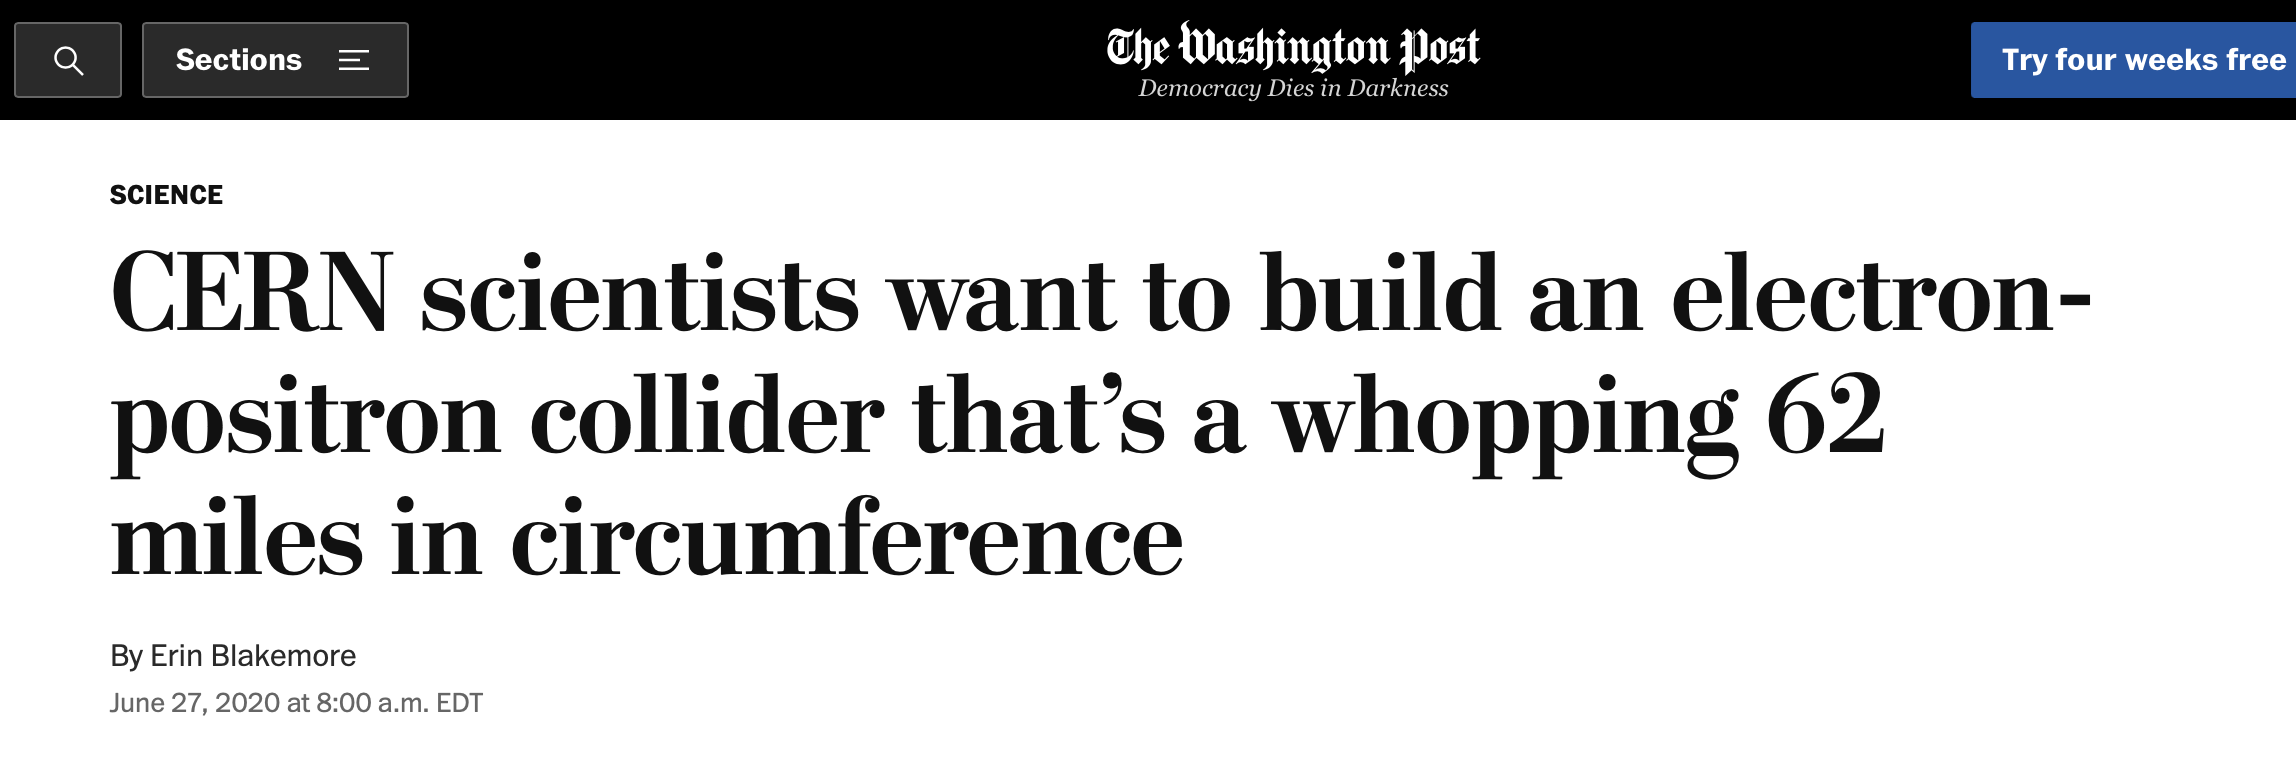 Sections
The Washington Post
Democracy Dies in Darkness
Try four weeks free
SCIENCE
CERN scientists want to build an electron-
positron collider that’s a whopping 62
miles in circumference
By Erin Blakemore
June 27, 2020 at 8:00 a.m. EDT